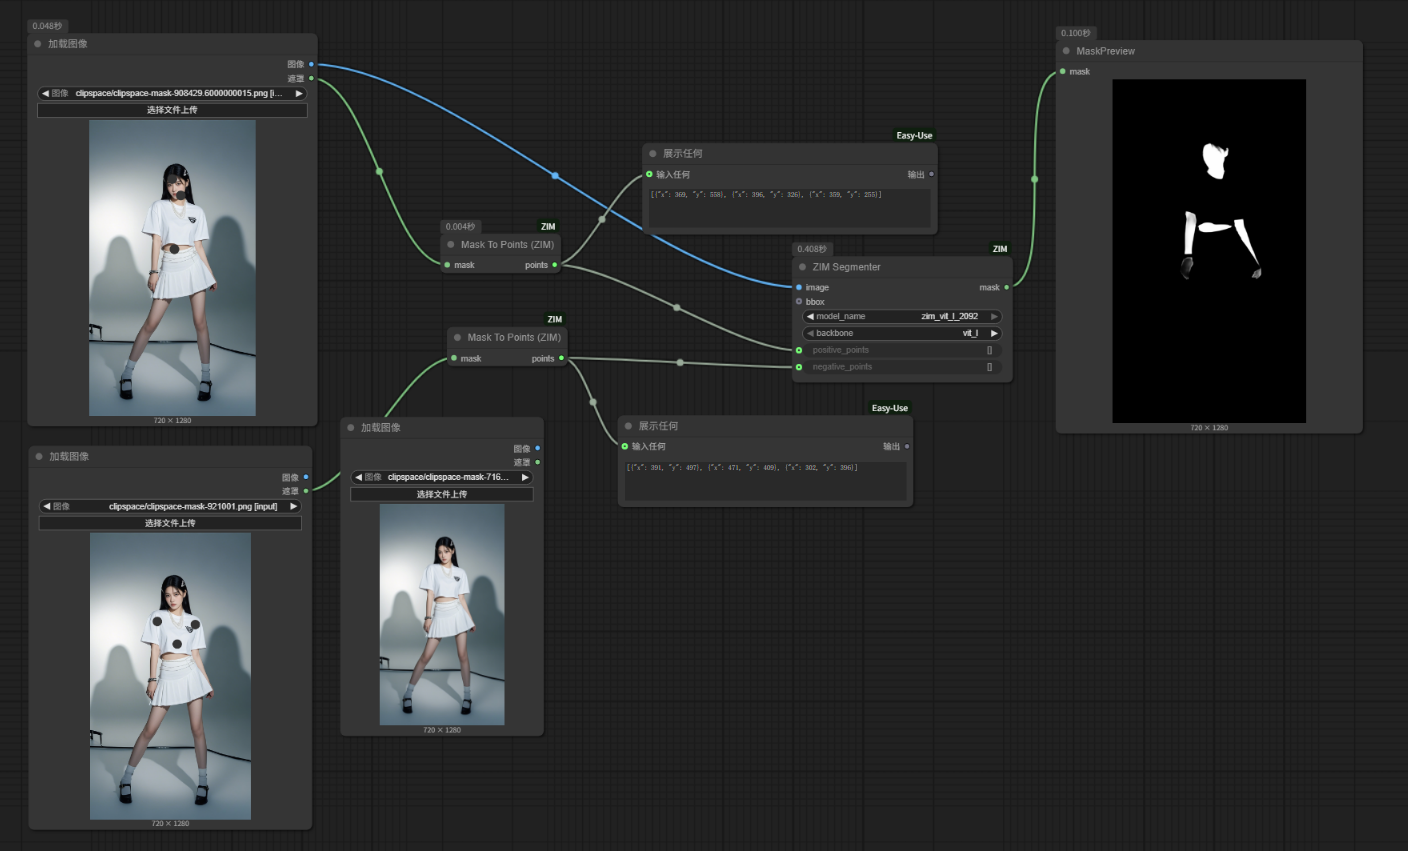 0.048秒
加载图像
图像
遮罩
图像 clipspace/clipspace-mask-908429.6000000015.png [i...
选择文件上传
720 × 1280
加载图像
图像
遮罩
图像 clipspace/clipspace-mask-921001.png [input]
选择文件上传
720 × 1280
加载图像
图像
遮罩
图像 clipspace/clipspace-mask-716...
选择文件上传
720 × 1280
0.004秒
ZIM
Mask To Points (ZIM)
mask points
ZIM
Mask To Points (ZIM)
mask points
Easy-Use
展示任何
输入任何 输出
[{"x": 369, "y": 558}, {"x": 396, "y": 326}, {"x": 359, "y": 255}]
Easy-Use
展示任何
输入任何 输出
[{"x": 391, "y": 497}, {"x": 471, "y": 409}, {"x": 302, "y": 396}]
0.408秒
ZIM
ZIM Segmenter
image mask
bbox
model_name zim_vit_l_2092
backbone vit_l
positive_points []
negative_points []
0.100秒
MaskPreview
mask
720 × 1280